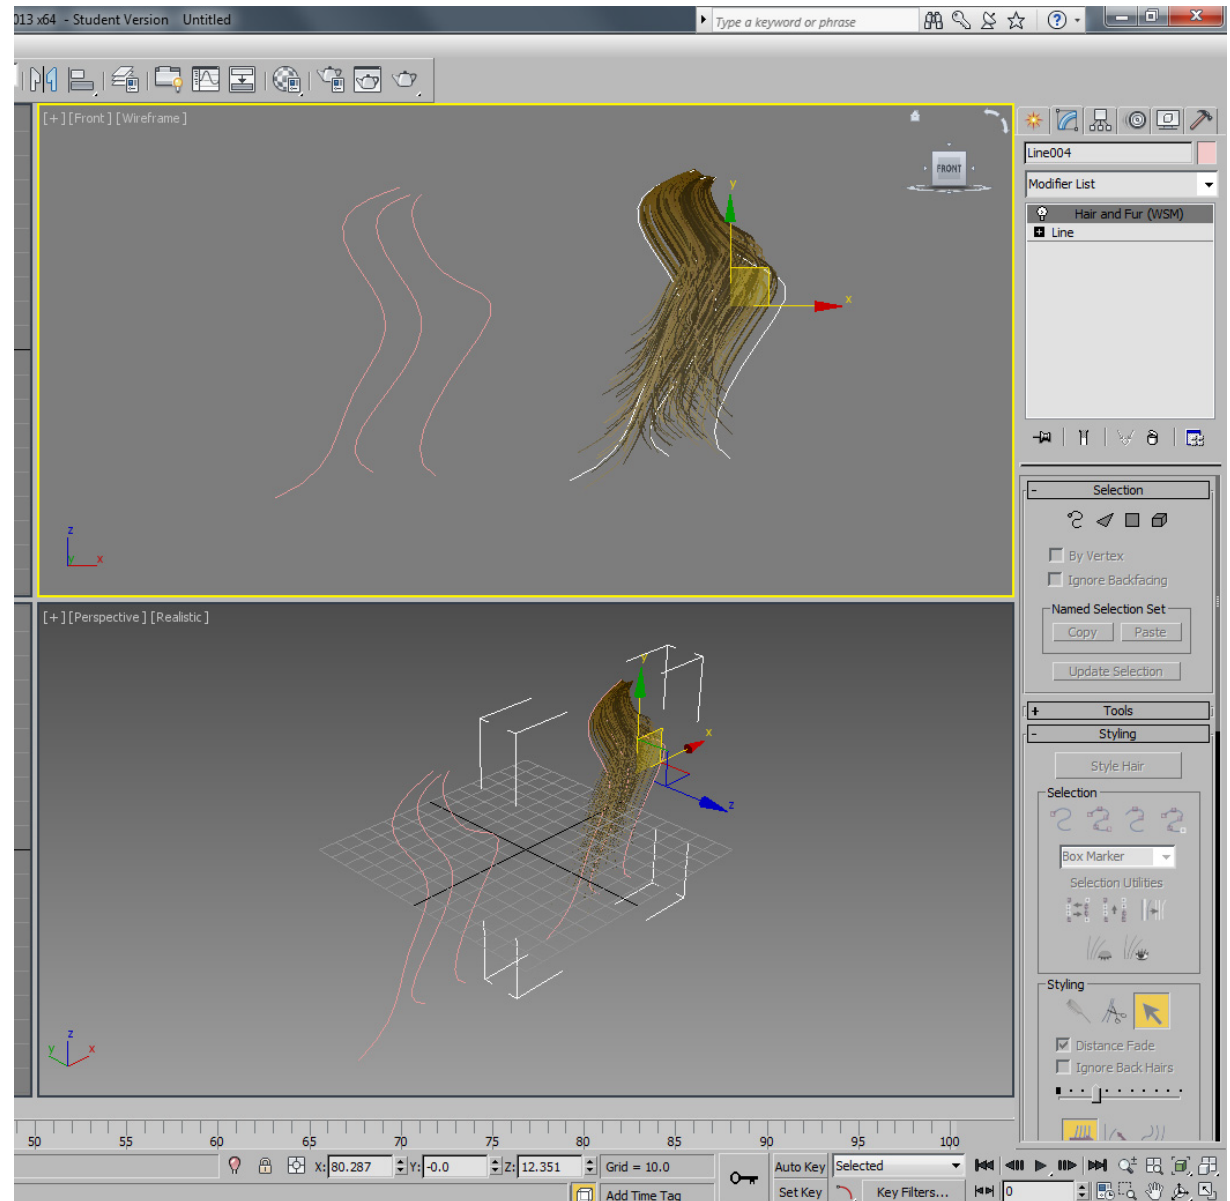 013 x64 - Student Version Untitled
Type a keyword or phrase
[+] [Front] [Wireframe]
FRONT
y
x
z
y x
Line004
Modifier List
Hair and Fur (WSM)
Line
- Selection
By Vertex
Ignore Backfacing
Named Selection Set
Copy Paste
Update Selection
+ Tools
- Styling
Style Hair
Selection
Box Marker
Selection Utilities
Styling
Distance Fade
Ignore Back Hairs
[+] [Perspective] [Realistic]
y
x
z
z
y x
50 55 60 65 70 75 80 85 90 95 100
X: 80.287 Y: -0.0 Z: 12.351 Grid = 10.0 Auto Key Selected
Add Time Tag Set Key Key Filters... 0